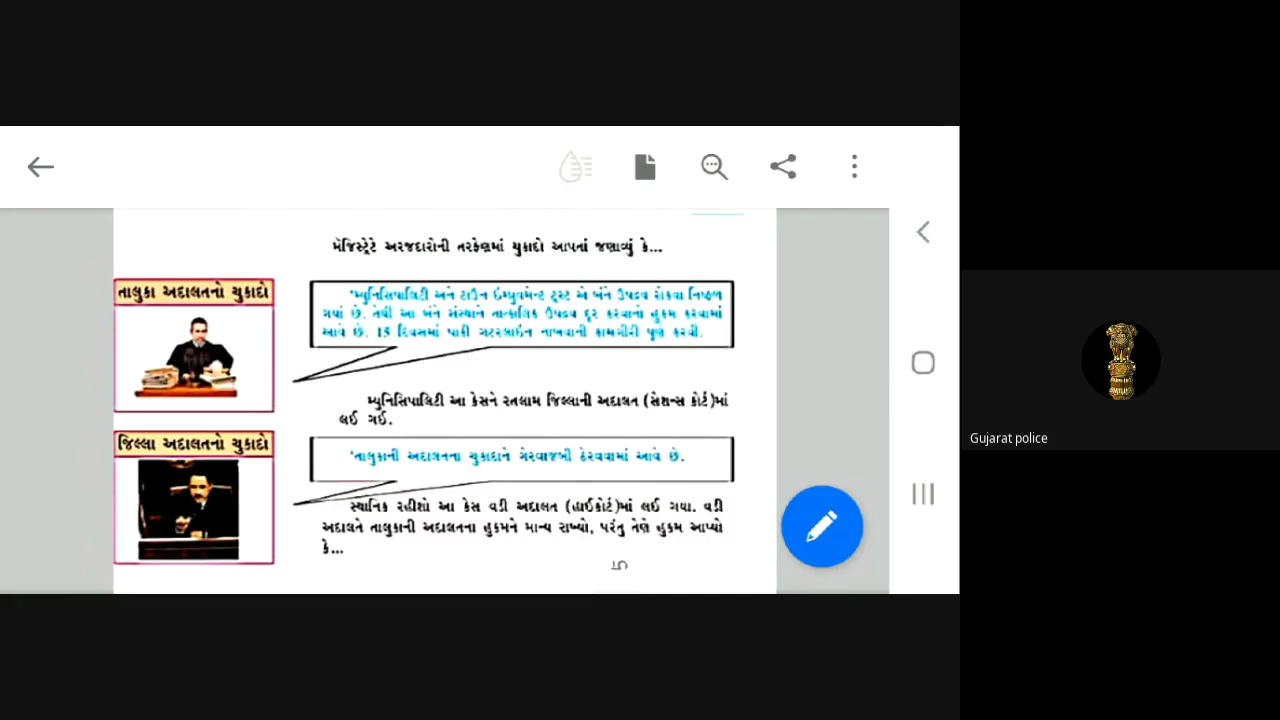 મૅજિસ્ટ્રેટે અરજદારોની તરફેણમાં ચુકાદો આપતાં જણાવ્યું કે...
તાલુકા અદાલતનો ચુકાદો
'મ્યુનિસિપાલિટી અને ટાઉન ઇમ્પ્રુવમેન્ટ ટ્રસ્ટ એ બંને ઉપદ્રવ રોકવા નિષ્ફળ
ગયાં છે. તેથી આ બંને સંસ્થાને તાત્કાલિક ઉપદ્રવ દૂર કરવાનો હુકમ કરવામાં
આવે છે. 15 દિવસમાં પાકી ગટરલાઇન નાખવાની કામગીરી પૂર્ણ કરવી.
મ્યુનિસિપાલિટી આ કેસને રતલામ જિલ્લાની અદાલત (સેશન્સ કોર્ટ)માં
લઈ ગઈ.
જિલ્લા અદાલતનો ચુકાદો
'તાલુકાની અદાલતના ચુકાદાને ગેરવાજબી ઠેરવવામાં આવે છે.
સ્થાનિક રહીશો આ કેસ વડી અદાલત (હાઈકોર્ટ)માં લઈ ગયા. વડી
અદાલતે તાલુકાની અદાલતના હુકમને માન્ય રાખ્યો, પરંતુ તેણે હુકમ આપ્યો
કે...
Gujarat police